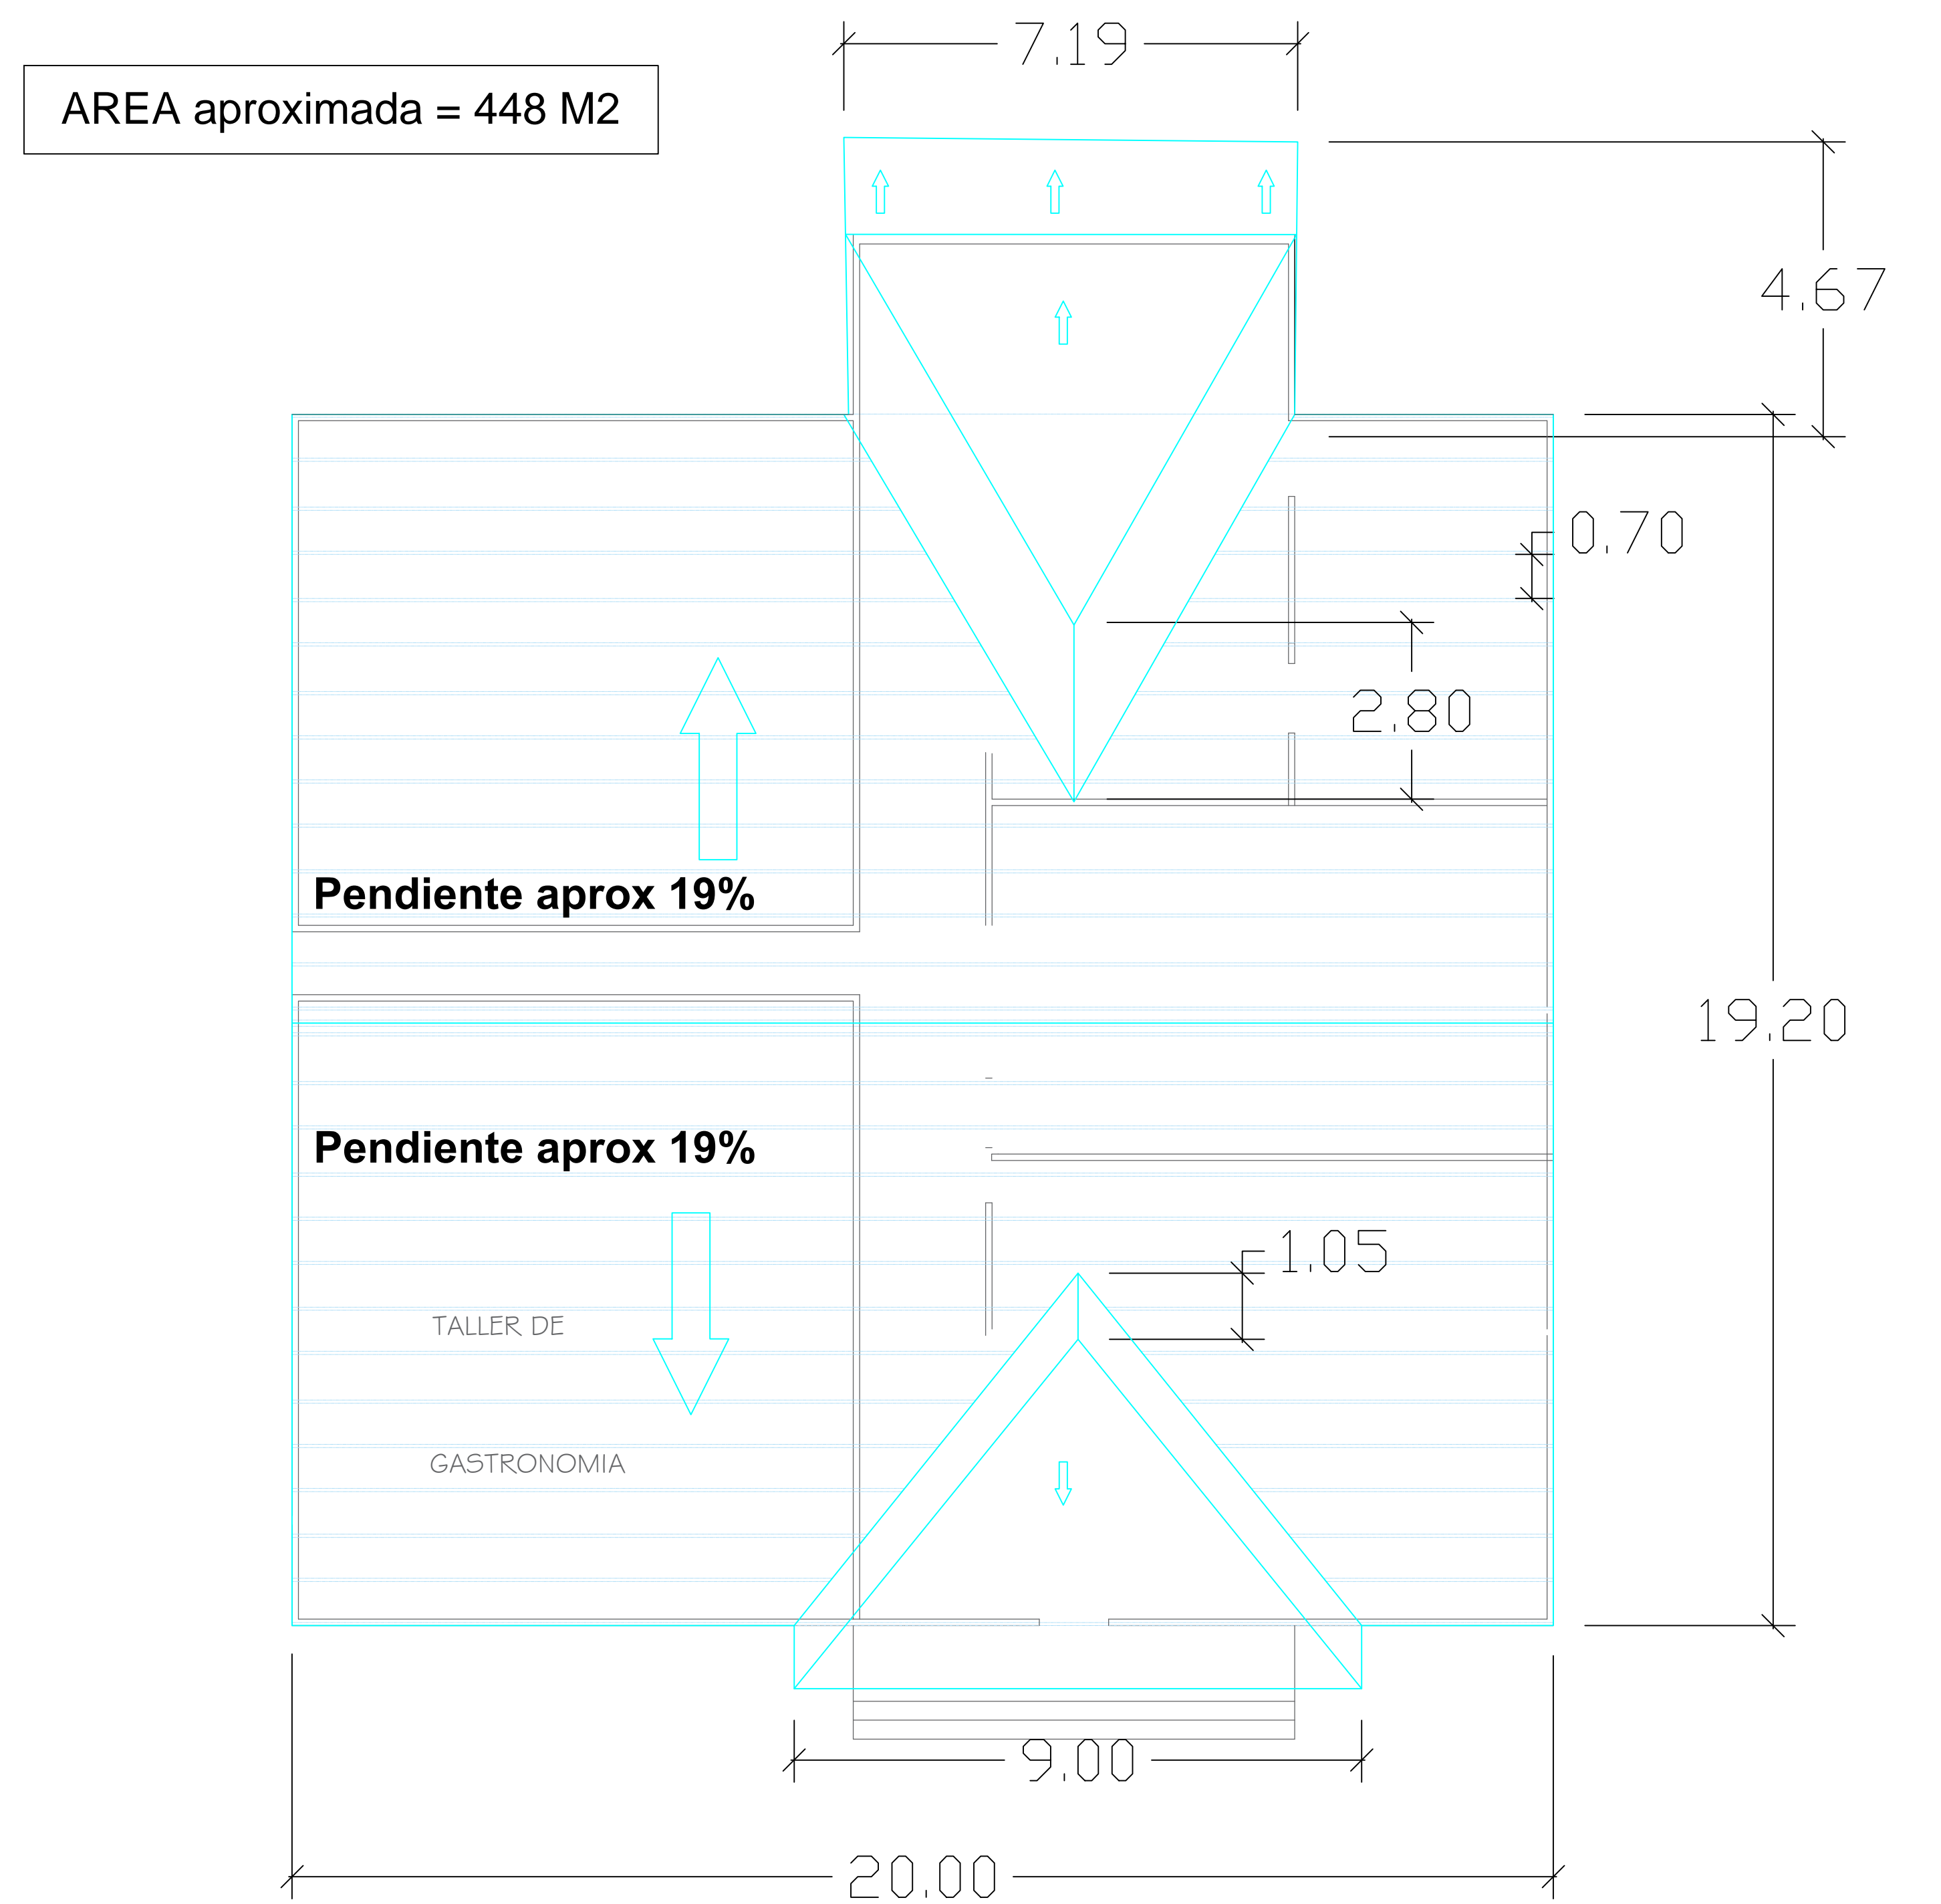 7.19
AREA aproximada = 448 M2
4.67
0.70
2.80
Pendiente aprox 19%
19.20
Pendiente aprox 19%
1.05
TALLER DE
GASTRONOMIA
9.00
20.00